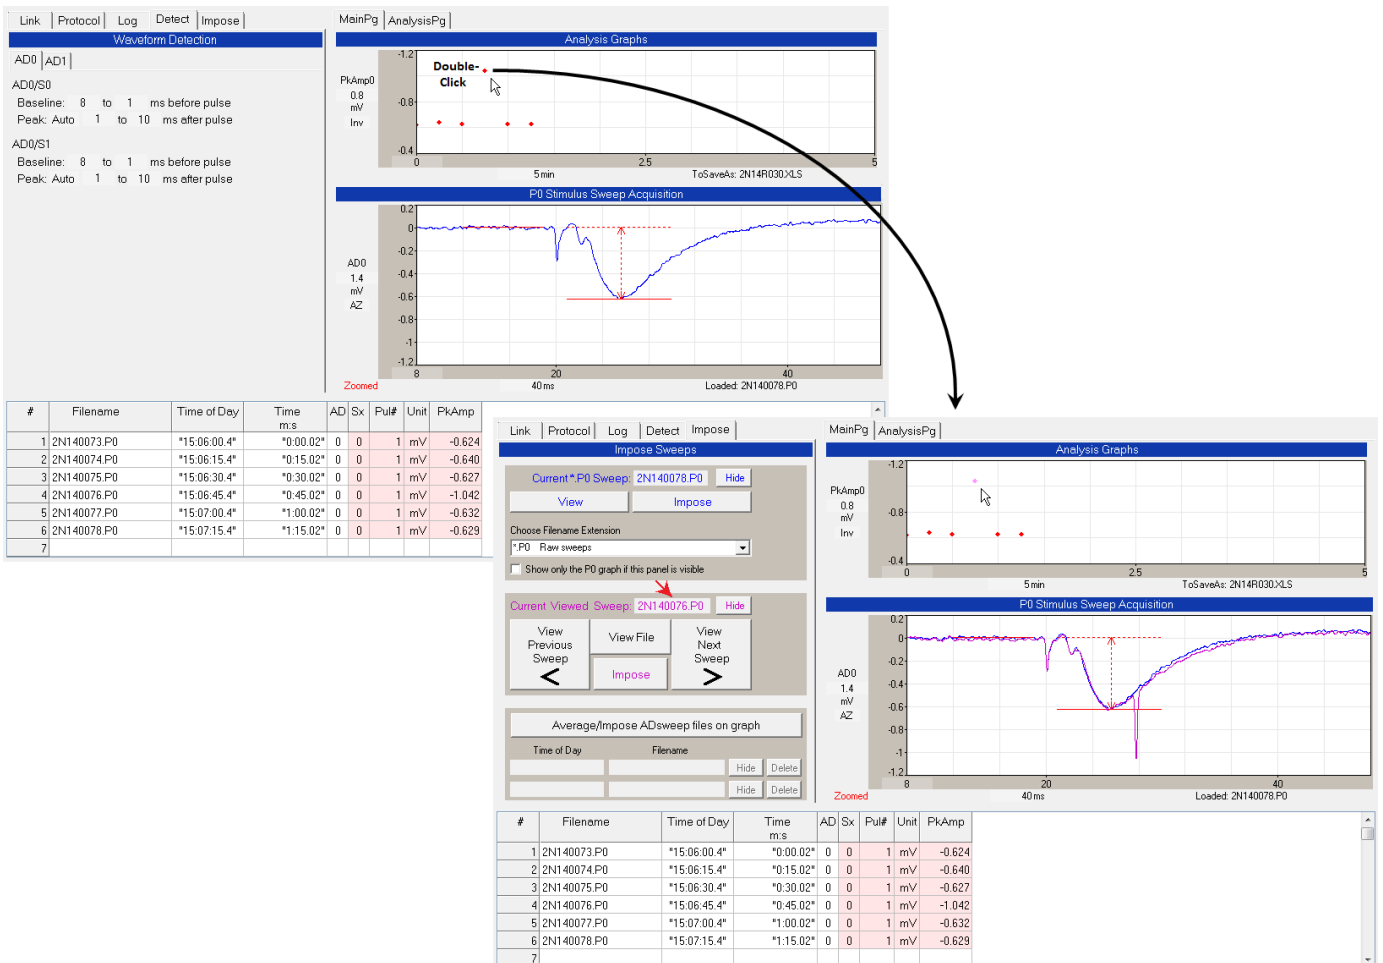 Link Protocol Log Detect Impose
Waveform Detection
AD0 AD1
AD0/S0
Baseline: 8 to 1 ms before pulse
Peak: Auto 1 to 10 ms after pulse
AD0/S1
Baseline: 8 to 1 ms before pulse
Peak: Auto 1 to 10 ms after pulse
MainPg AnalysisPg
Analysis Graphs
PkAmp0
0.8
mV
Inv
-1.2
-0.8
-0.4
Double-
Click
0 2.5 5
5 min ToSaveAs: 2N14R030.XLS
P0 Stimulus Sweep Acquisition
AD0
1.4
mV
AZ
0.2
0
-0.2
-0.4
-0.6
-0.8
-1
-1.2
8 20 40
Zoomed 40 ms Loaded: 2N140078.P0
# Filename Time of Day Time AD Sx Pul# Unit PkAmp
m:s
1 2N140073.P0 "15:06:00.4" "0:00.02" 0 0 1 mV -0.624
2 2N140074.P0 "15:06:15.4" "0:15.02" 0 0 1 mV -0.640
3 2N140075.P0 "15:06:30.4" "0:30.02" 0 0 1 mV -0.627
4 2N140076.P0 "15:06:45.4" "0:45.02" 0 0 1 mV -1.042
5 2N140077.P0 "15:07:00.4" "1:00.02" 0 0 1 mV -0.632
6 2N140078.P0 "15:07:15.4" "1:15.02" 0 0 1 mV -0.629
7
Link Protocol Log Detect Impose
Impose Sweeps
Current *.P0 Sweep: 2N140078.P0 Hide
View Impose
Choose Filename Extension
*.P0 Raw sweeps
Show only the P0 graph if this panel is visible
Current Viewed Sweep: 2N140076.P0 Hide
View
Previous
Sweep
<
View File
Impose
View
Next
Sweep
>
Average/Impose ADsweep files on graph
Time of Day Filename
Hide Delete
Hide Delete
MainPg AnalysisPg
Analysis Graphs
PkAmp0
0.8
mV
Inv
-1.2
-0.8
-0.4
0 2.5 5
5 min ToSaveAs: 2N14R030.XLS
P0 Stimulus Sweep Acquisition
AD0
1.4
mV
AZ
0.2
0
-0.2
-0.4
-0.6
-0.8
-1
-1.2
8 20 40
Zoomed 40 ms Loaded: 2N140078.P0
# Filename Time of Day Time AD Sx Pul# Unit PkAmp
m:s
1 2N140073.P0 "15:06:00.4" "0:00.02" 0 0 1 mV -0.624
2 2N140074.P0 "15:06:15.4" "0:15.02" 0 0 1 mV -0.640
3 2N140075.P0 "15:06:30.4" "0:30.02" 0 0 1 mV -0.627
4 2N140076.P0 "15:06:45.4" "0:45.02" 0 0 1 mV -1.042
5 2N140077.P0 "15:07:00.4" "1:00.02" 0 0 1 mV -0.632
6 2N140078.P0 "15:07:15.4" "1:15.02" 0 0 1 mV -0.629
7